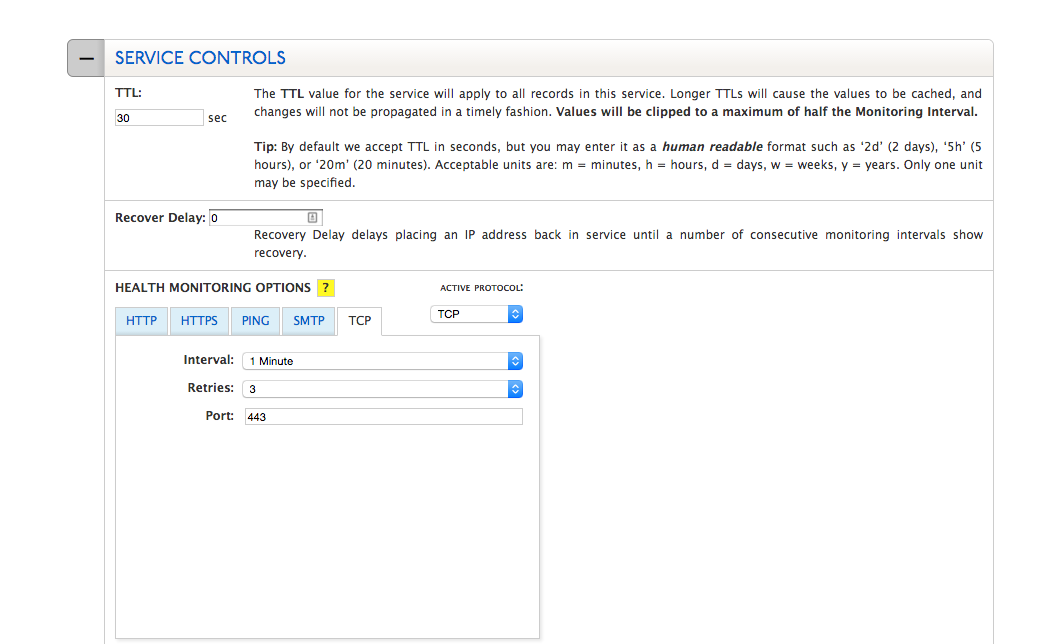 SERVICE CONTROLS
TTL:
30 sec
The TTL value for the service will apply to all records in this service. Longer TTLs will cause the values to be cached, and
changes will not be propagated in a timely fashion. Values will be clipped to a maximum of half the Monitoring Interval.
Tip: By default we accept TTL in seconds, but you may enter it as a human readable format such as ‘2d’ (2 days), ‘5h’ (5
hours), or ‘20m’ (20 minutes). Acceptable units are: m = minutes, h = hours, d = days, w = weeks, y = years. Only one unit
may be specified.
Recover Delay: 0
Recovery Delay delays placing an IP address back in service until a number of consecutive monitoring intervals show
recovery.
HEALTH MONITORING OPTIONS ?
ACTIVE PROTOCOL:
TCP
HTTP HTTPS PING SMTP TCP
Interval: 1 Minute
Retries: 3
Port: 443